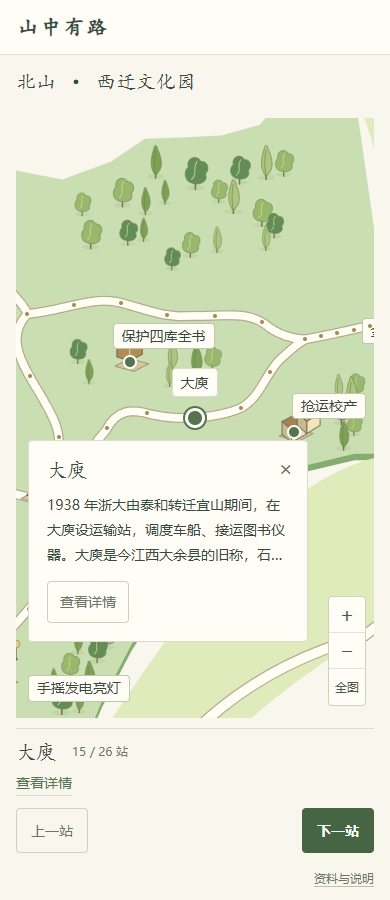 山中有路
北山 • 西迁文化园
保护四库全书
大庾
抢运校产
大庾
×
1938 年浙大由泰和转迁宜山期间，在
大庾设运输站，调度车船、接运图书仪
器。大庾是今江西大余县的旧称，石…
查看详情
+
−
全图
手摇发电亮灯
大庾 15 / 26 站
查看详情
上一站
下一站
资料与说明